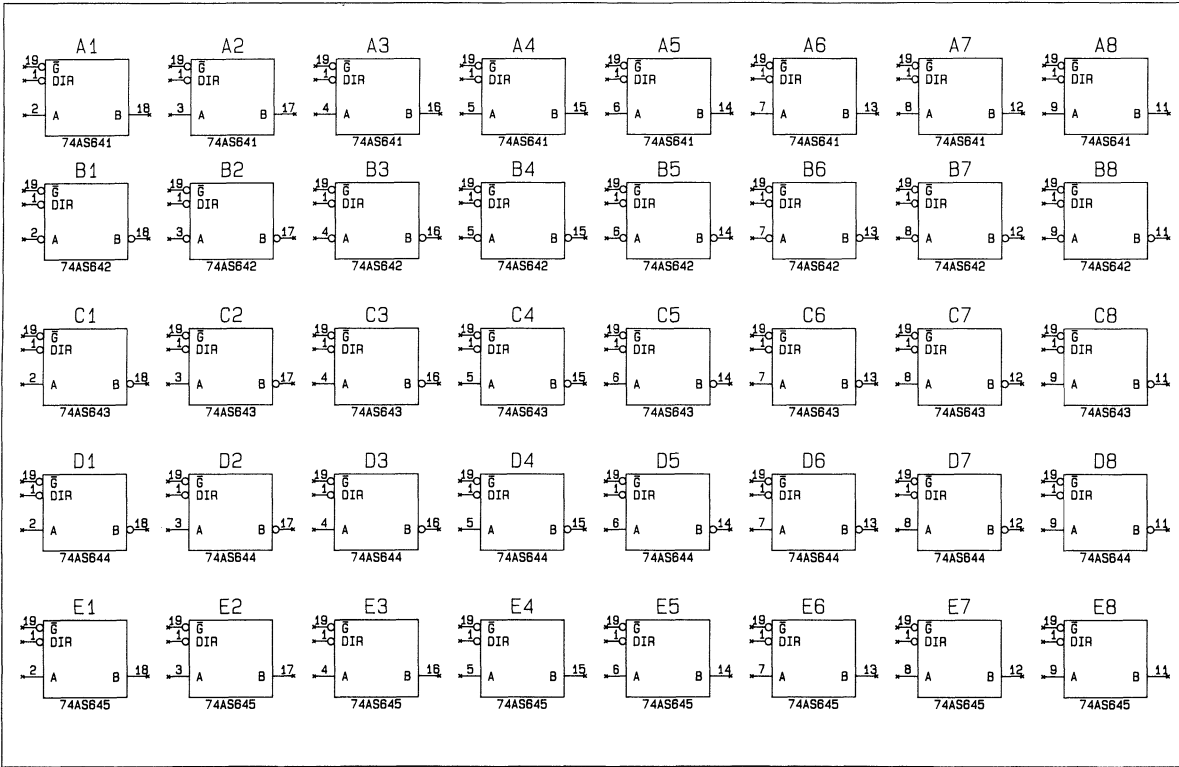 A1 A2 A3 A4 A5 A6 A7 A8
19 G̅ 19 G̅ 19 G̅ 19 G̅ 19 G̅ 19 G̅ 19 G̅ 19 G̅
1 DIR 1 DIR 1 DIR 1 DIR 1 DIR 1 DIR 1 DIR 1 DIR
2 A B 18 3 A B 17 4 A B 16 5 A B 15 6 A B 14 7 A B 13 8 A B 12 9 A B 11
74AS641 74AS641 74AS641 74AS641 74AS641 74AS641 74AS641 74AS641
B1 B2 B3 B4 B5 B6 B7 B8
19 G̅ 19 G̅ 19 G̅ 19 G̅ 19 G̅ 19 G̅ 19 G̅ 19 G̅
1 DIR 1 DIR 1 DIR 1 DIR 1 DIR 1 DIR 1 DIR 1 DIR
2 A B 18 3 A B 17 4 A B 16 5 A B 15 6 A B 14 7 A B 13 8 A B 12 9 A B 11
74AS642 74AS642 74AS642 74AS642 74AS642 74AS642 74AS642 74AS642
C1 C2 C3 C4 C5 C6 C7 C8
19 G̅ 19 G̅ 19 G̅ 19 G̅ 19 G̅ 19 G̅ 19 G̅ 19 G̅
1 DIR 1 DIR 1 DIR 1 DIR 1 DIR 1 DIR 1 DIR 1 DIR
2 A B 18 3 A B 17 4 A B 16 5 A B 15 6 A B 14 7 A B 13 8 A B 12 9 A B 11
74AS643 74AS643 74AS643 74AS643 74AS643 74AS643 74AS643 74AS643
D1 D2 D3 D4 D5 D6 D7 D8
19 G̅ 19 G̅ 19 G̅ 19 G̅ 19 G̅ 19 G̅ 19 G̅ 19 G̅
1 DIR 1 DIR 1 DIR 1 DIR 1 DIR 1 DIR 1 DIR 1 DIR
2 A B 18 3 A B 17 4 A B 16 5 A B 15 6 A B 14 7 A B 13 8 A B 12 9 A B 11
74AS644 74AS644 74AS644 74AS644 74AS644 74AS644 74AS644 74AS644
E1 E2 E3 E4 E5 E6 E7 E8
19 G̅ 19 G̅ 19 G̅ 19 G̅ 19 G̅ 19 G̅ 19 G̅ 19 G̅
1 DIR 1 DIR 1 DIR 1 DIR 1 DIR 1 DIR 1 DIR 1 DIR
2 A B 18 3 A B 17 4 A B 16 5 A B 15 6 A B 14 7 A B 13 8 A B 12 9 A B 11
74AS645 74AS645 74AS645 74AS645 74AS645 74AS645 74AS645 74AS645